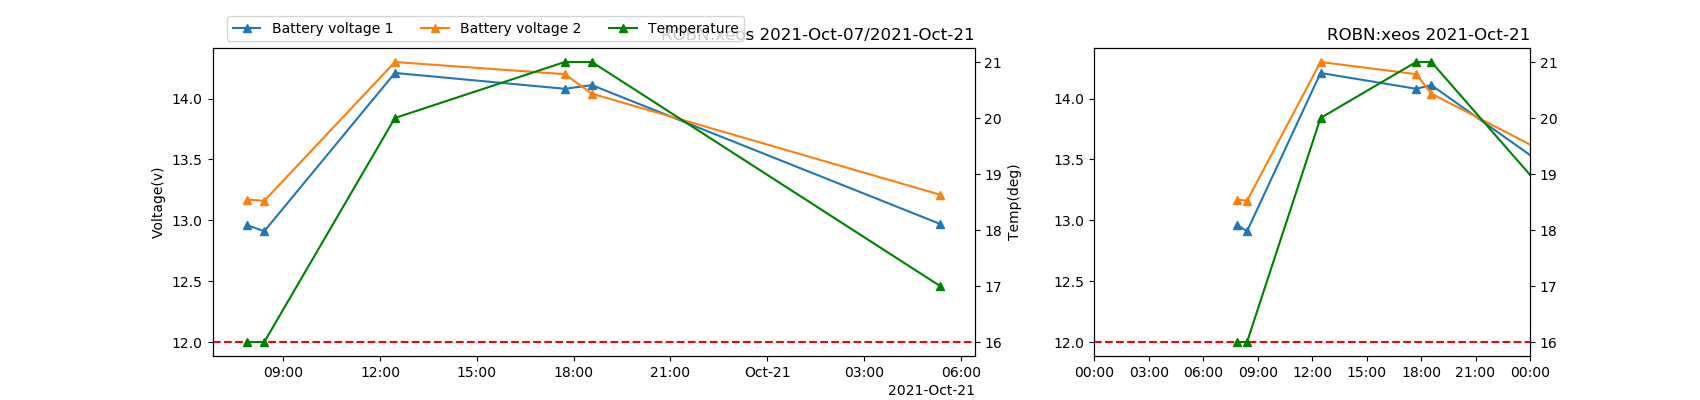 Battery voltage 1 Battery voltage 2 Temperature
ROBN:xeos 2021-Oct-07/2021-Oct-21
ROBN:xeos 2021-Oct-21
Voltage(v)
14.0
13.5
13.0
12.5
12.0
21
20
19
18
17
16
Temp(deg)
09:00 12:00 15:00 18:00 21:00 Oct-21 03:00 06:00
2021-Oct-21
14.0
13.5
13.0
12.5
12.0
21
20
19
18
17
16
00:00 03:00 06:00 09:00 12:00 15:00 18:00 21:00 00:00